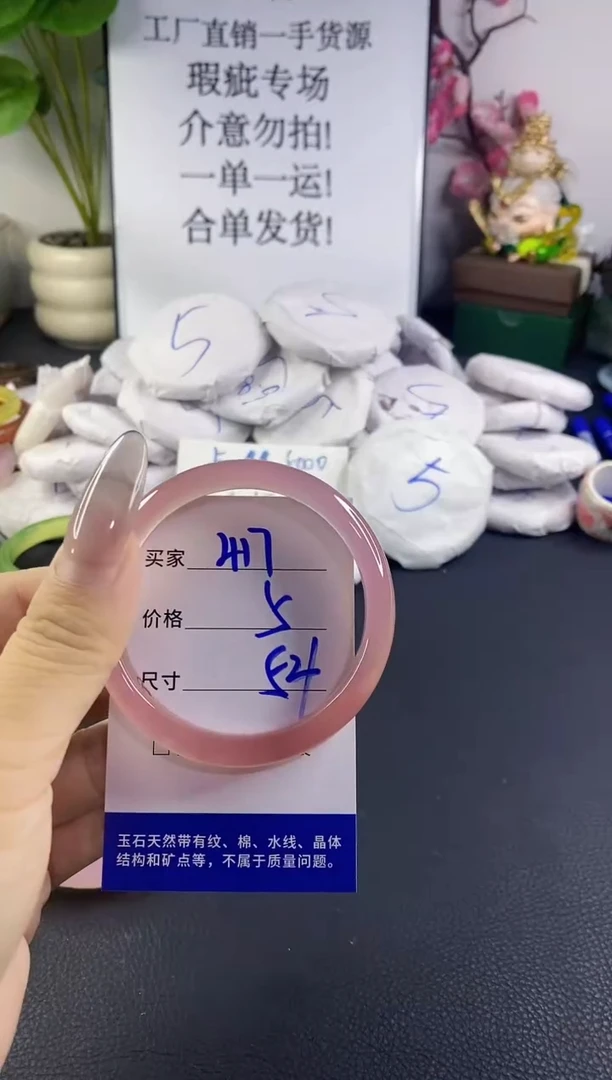 工厂直销一手货源
瑕疵专场
介意勿拍!
一单一运!
合单发货!
5
5
5
5
买家 417
价格 5
尺寸 54
玉石天然带有纹、棉、水线、晶体
结构和矿点等，不属于质量问题。